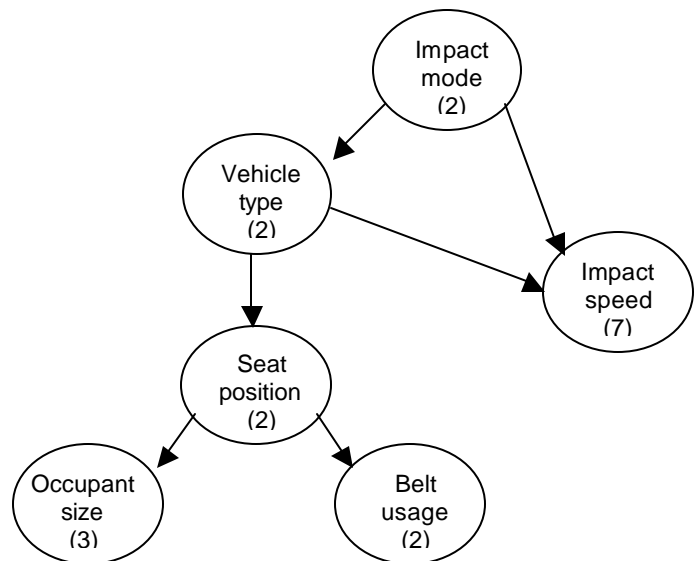 Impact
mode
(2)
Vehicle
type
(2)
Impact
speed
(7)
Seat
position
(2)
Occupant
size
(3)
Belt
usage
(2)